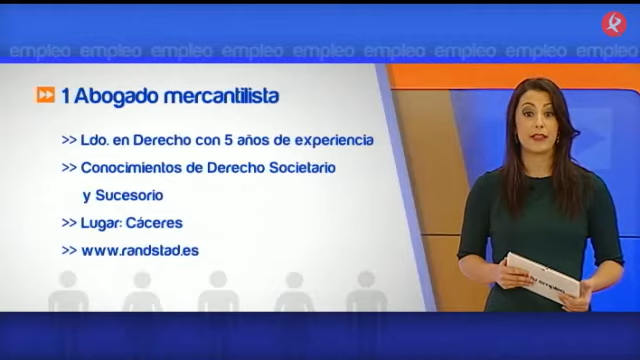 empleo empleo empleo empleo empleo empleo empleo empleo empleo
1 Abogado mercantilista
>> Ldo. en Derecho con 5 años de experiencia
>> Conocimientos de Derecho Societario
y Sucesorio
>> Lugar: Cáceres
>> www.randstad.es